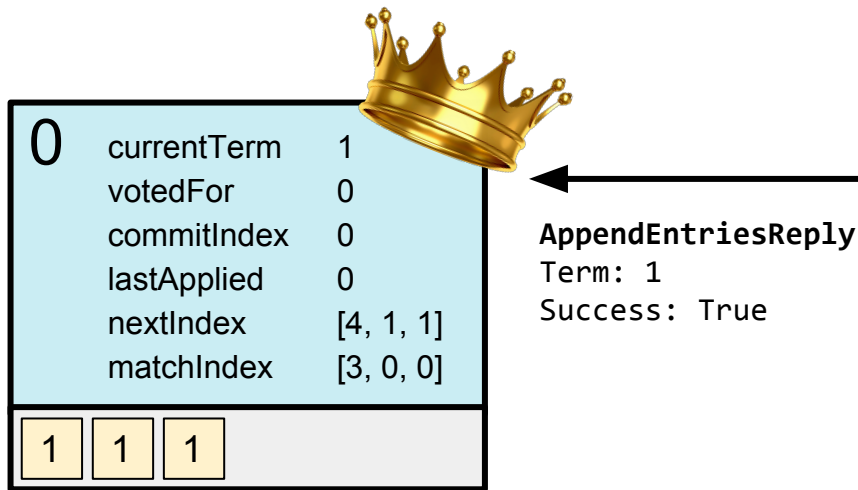 0
currentTerm 1
votedFor 0
commitIndex 0
lastApplied 0
nextIndex [4, 1, 1]
matchIndex [3, 0, 0]
1 1 1
AppendEntriesReply
Term: 1
Success: True